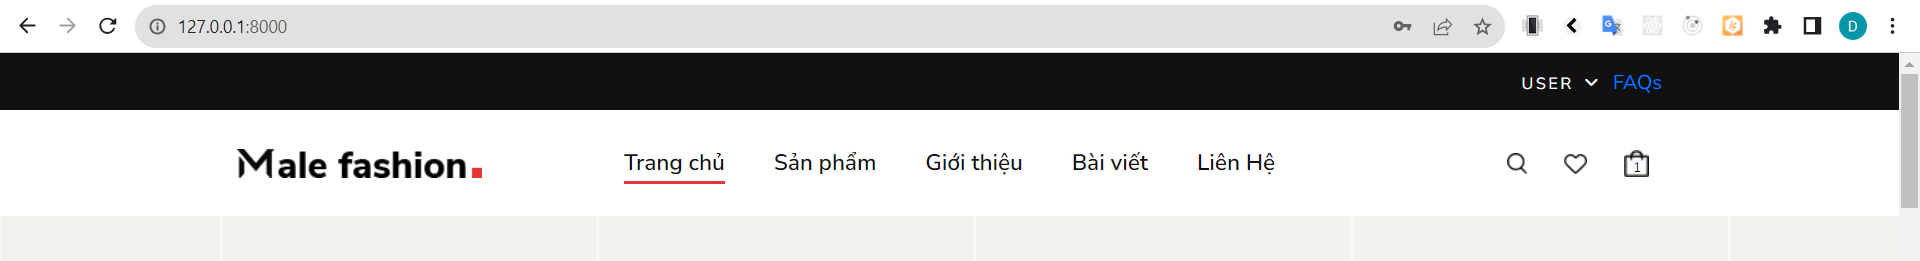 127.0.0.1:8000
D
USER FAQs
Male fashion.
Trang chủ Sản phẩm Giới thiệu Bài viết Liên Hệ
1